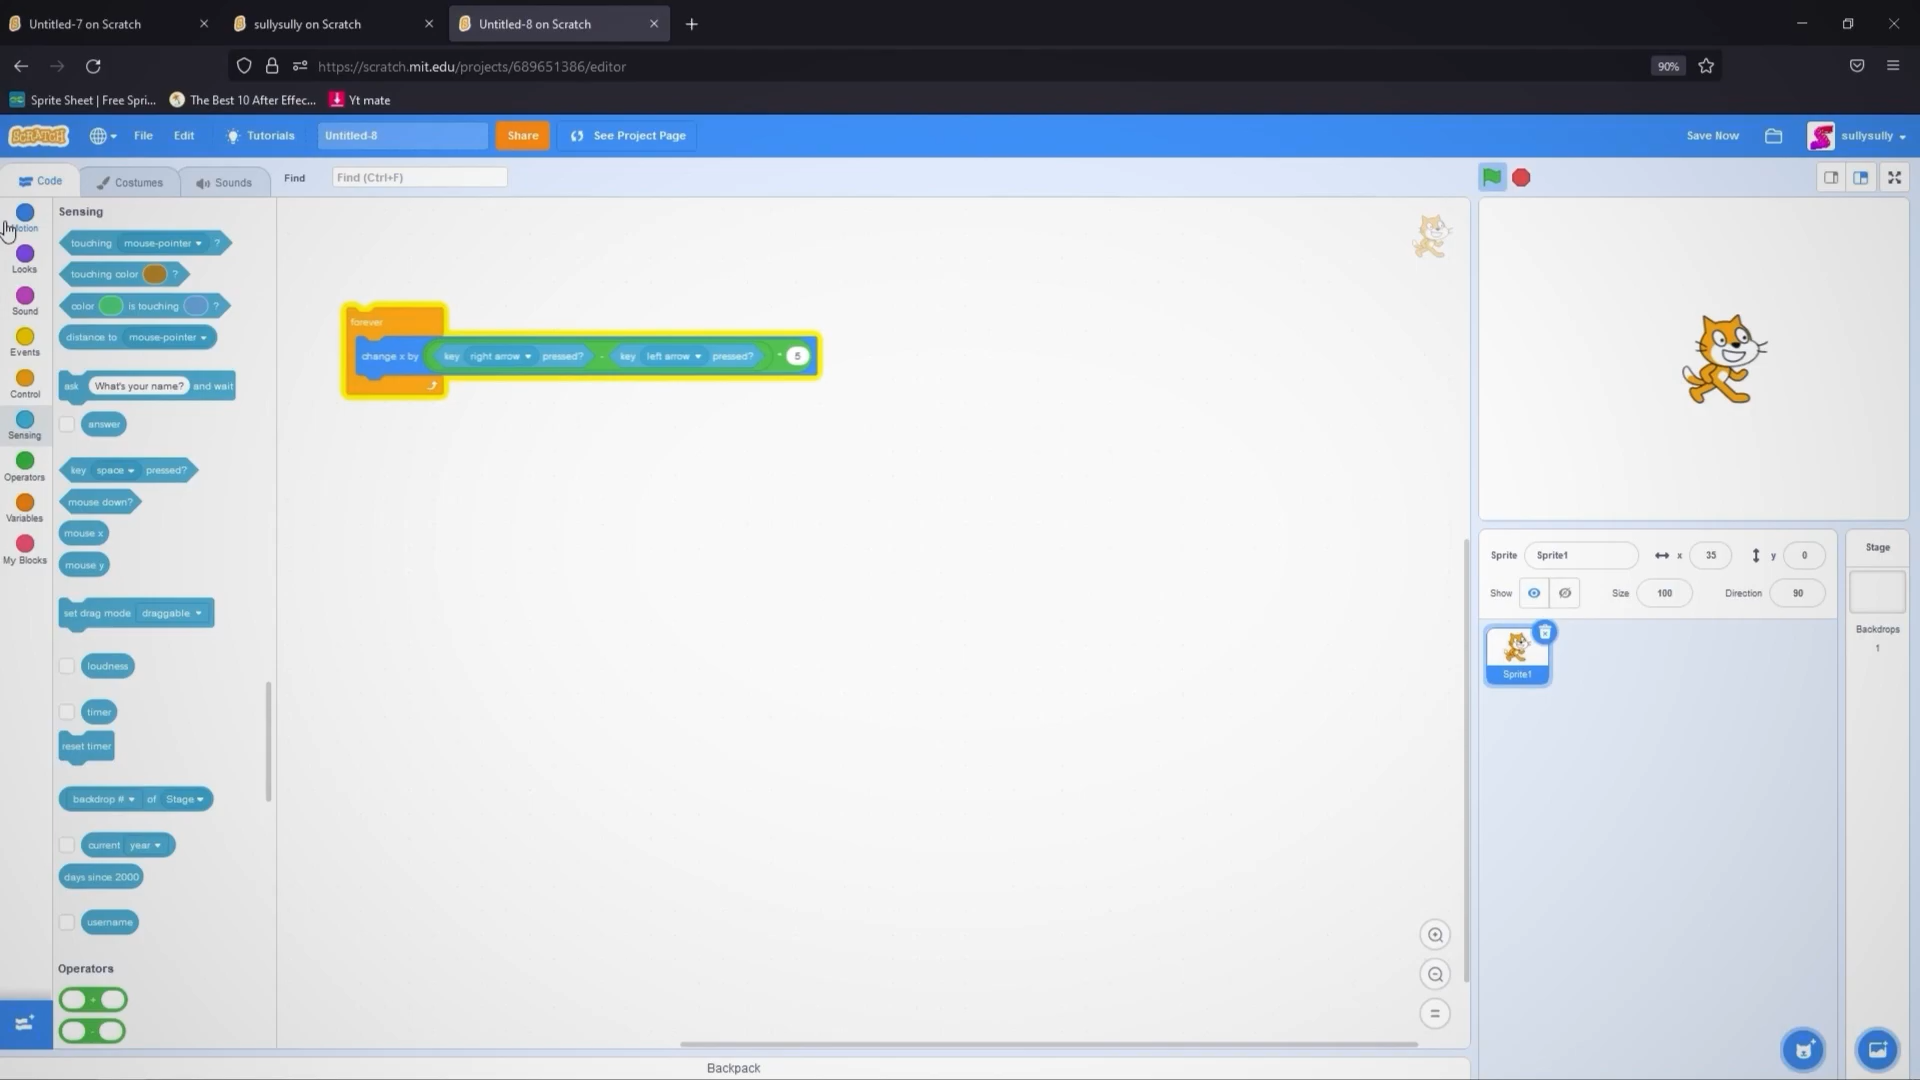 Untitled-7 on Scratch
sullysully on Scratch
Untitled-8 on Scratch
https://scratch.mit.edu/projects/689651386/editor
90%
Sprite Sheet | Free Spri...
The Best 10 After Effec...
Yt mate
SCRATCH
File
Edit
Tutorials
Untitled-8
Share
See Project Page
Save Now
sullysully
Code
Costumes
Sounds
Find
Find (Ctrl+F)
Motion
Looks
Sound
Events
Control
Sensing
Operators
Variables
My Blocks
Sensing
touching mouse-pointer ?
touching color ?
color is touching ?
distance to mouse-pointer
ask What's your name? and wait
answer
key space pressed?
mouse down?
mouse x
mouse y
set drag mode draggable
loudness
timer
reset timer
backdrop # of Stage
current year
days since 2000
username
Operators
+
-
forever
change x by key right arrow pressed? - key left arrow pressed? * 5
Sprite Sprite1 x 35 y 0
Show Size 100 Direction 90
Sprite1
Stage
Backdrops
1
Backpack